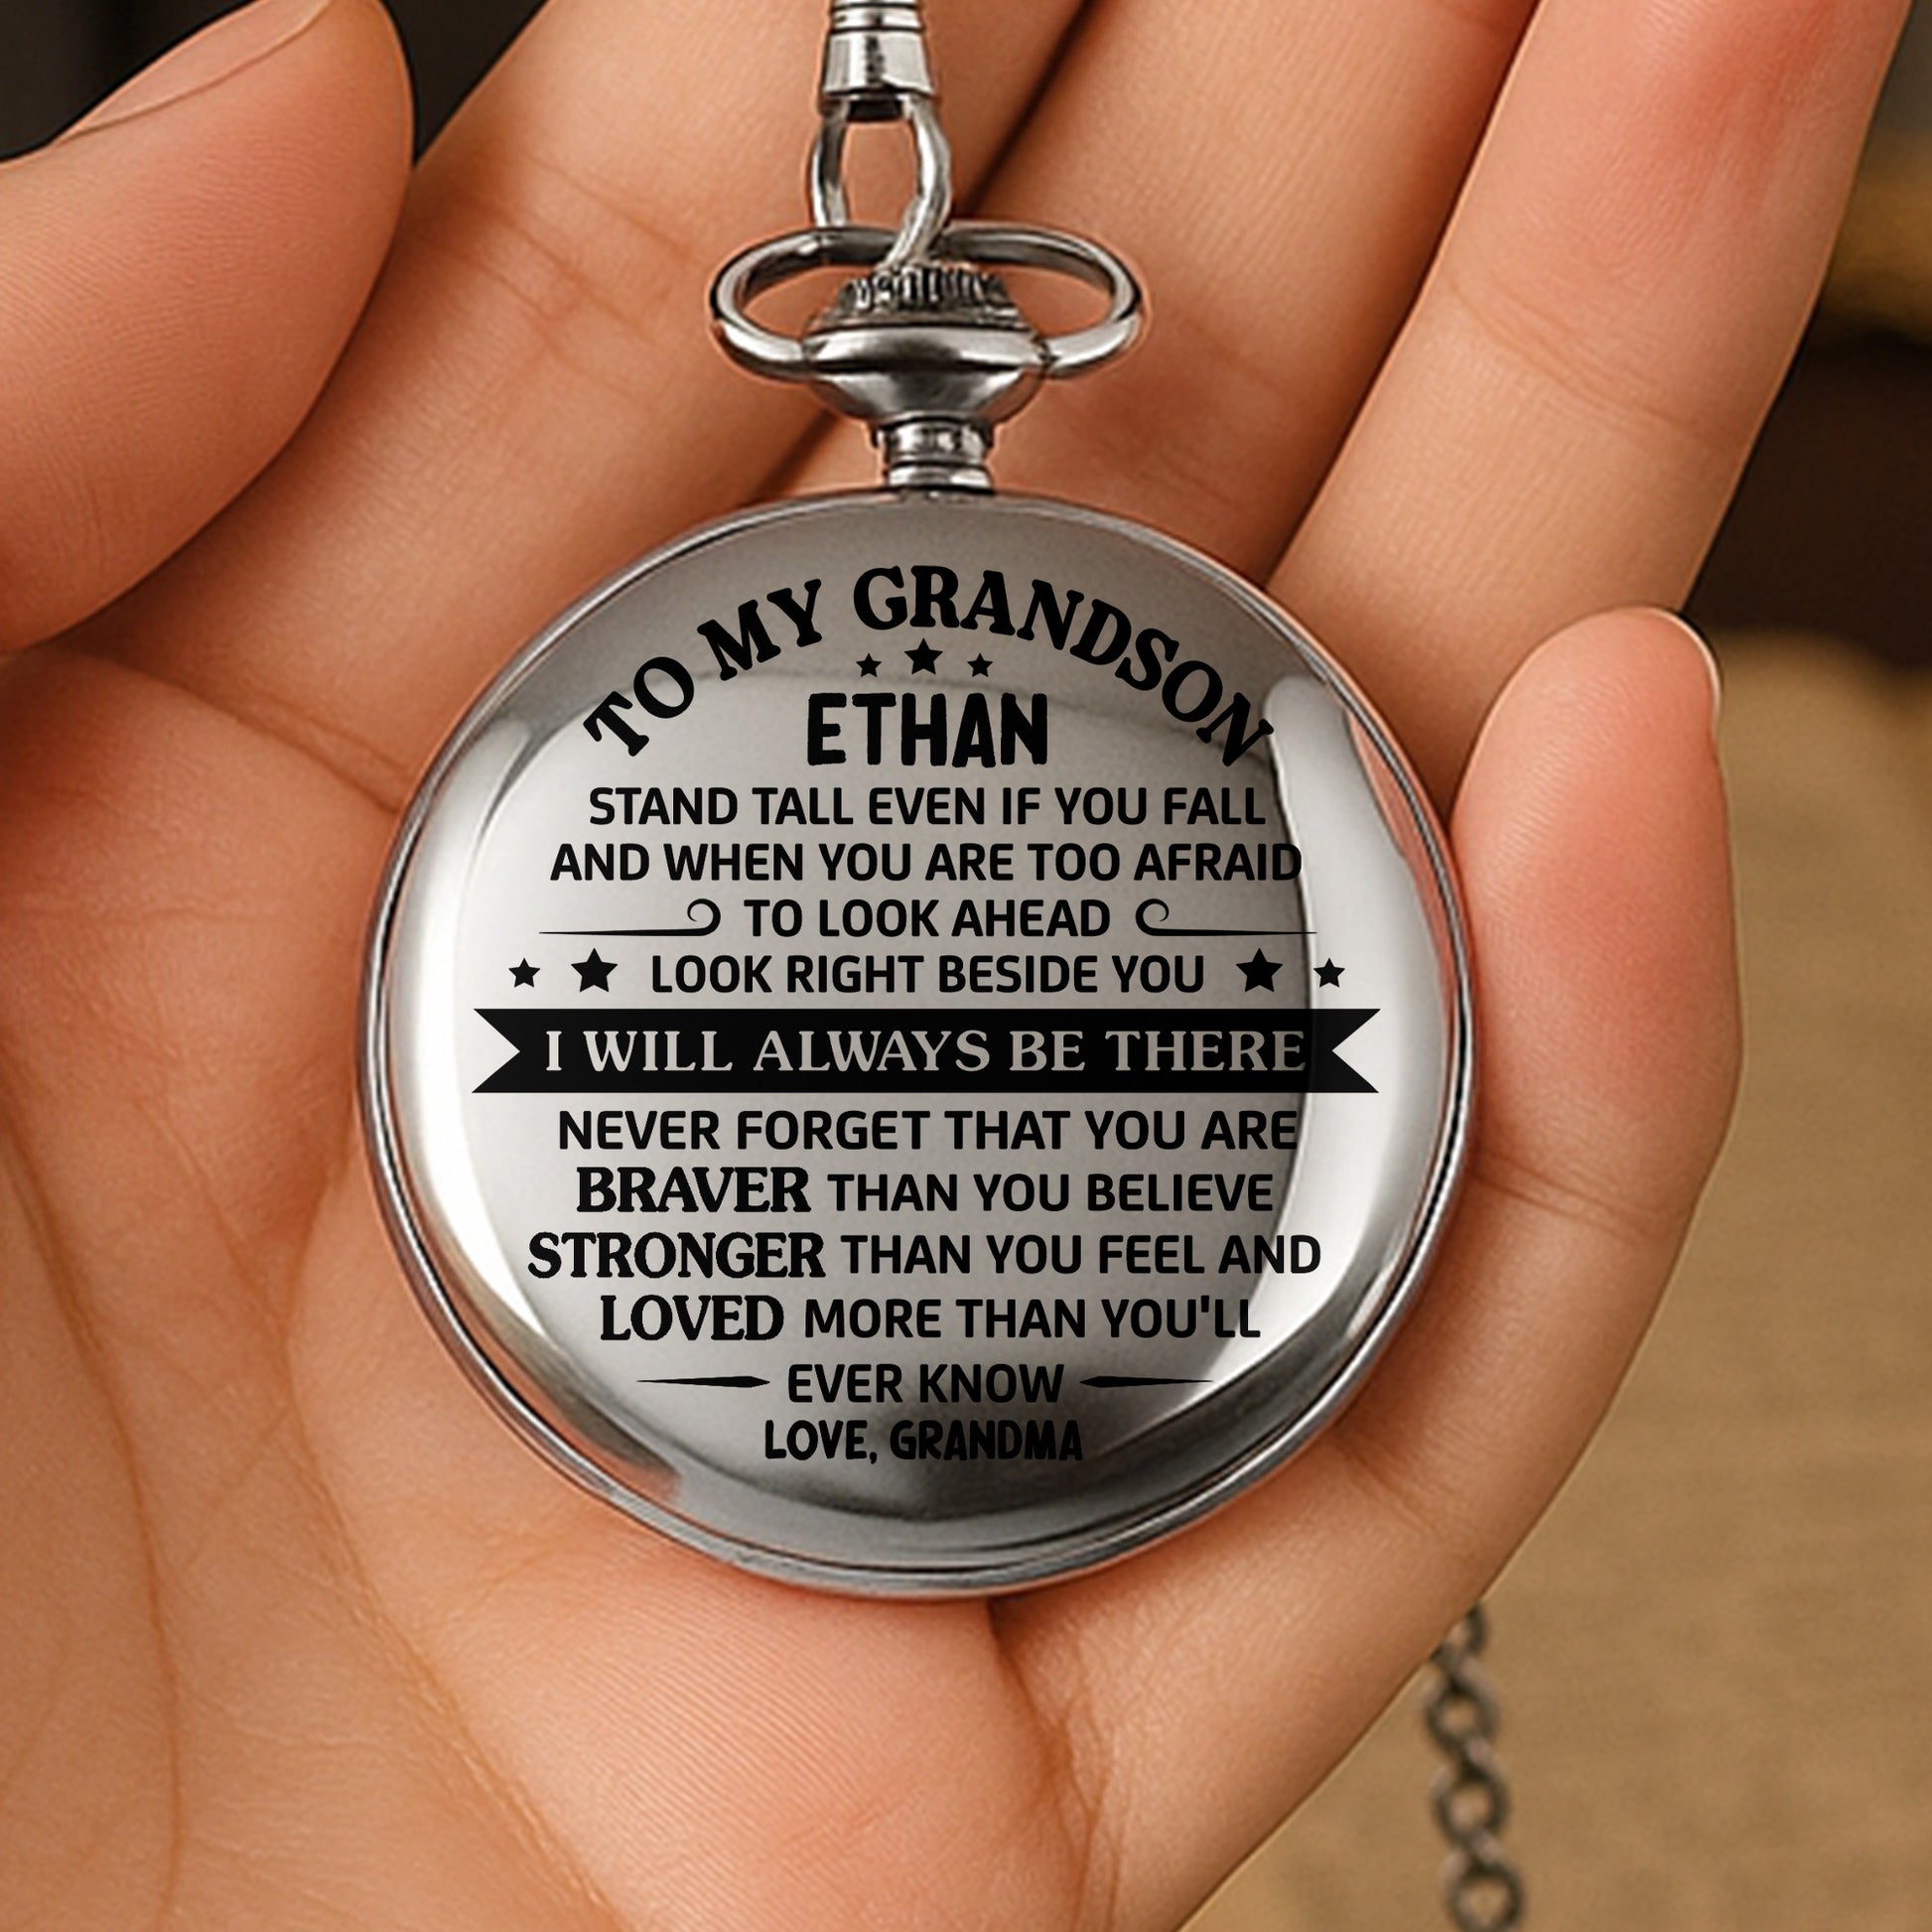 TO MY GRANDSON
ETHAN
STAND TALL EVEN IF YOU FALL
AND WHEN YOU ARE TOO AFRAID
TO LOOK AHEAD
LOOK RIGHT BESIDE YOU
I WILL ALWAYS BE THERE
NEVER FORGET THAT YOU ARE
BRAVER THAN YOU BELIEVE
STRONGER THAN YOU FEEL AND
LOVED MORE THAN YOU'LL
EVER KNOW
LOVE, GRANDMA